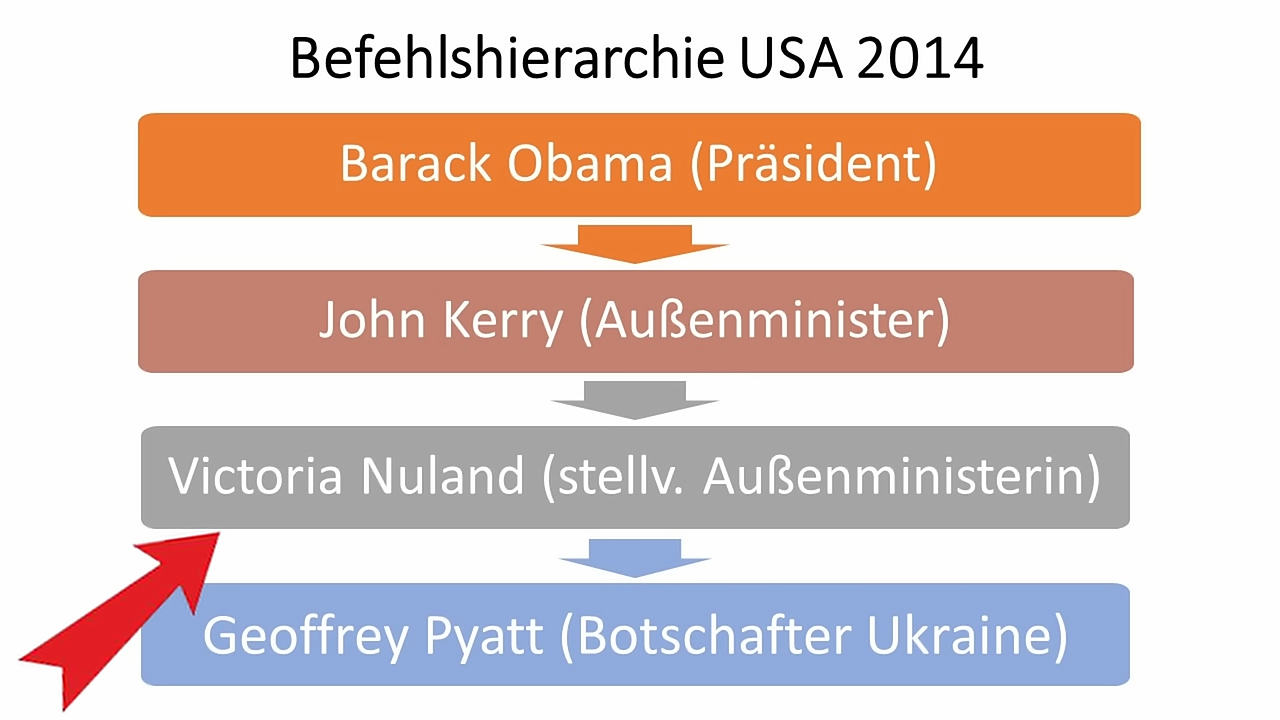 Befehlshierarchie USA 2014
Barack Obama (Präsident)
John Kerry (Außenminister)
Victoria Nuland (stellv. Außenministerin)
Geoffrey Pyatt (Botschafter Ukraine)